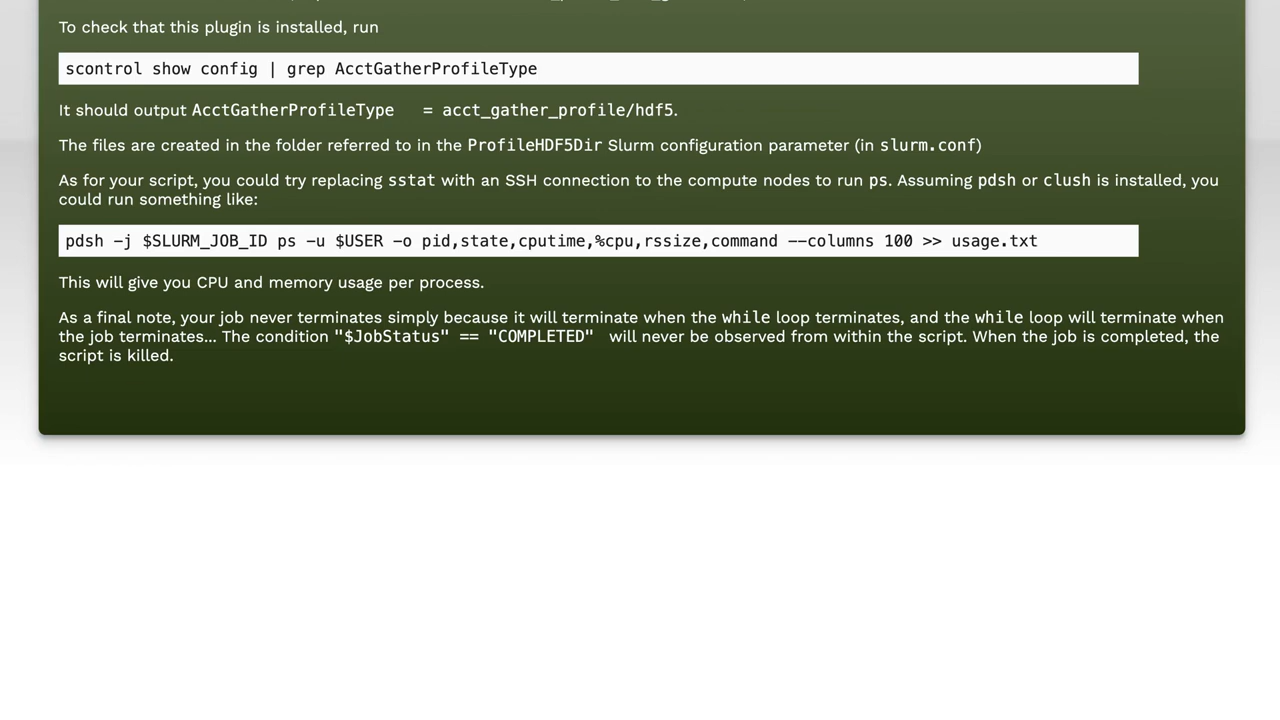 To check that this plugin is installed, run
scontrol show config | grep AcctGatherProfileType
It should output AcctGatherProfileType   = acct_gather_profile/hdf5.
The files are created in the folder referred to in the ProfileHDF5Dir Slurm configuration parameter (in slurm.conf)
As for your script, you could try replacing sstat with an SSH connection to the compute nodes to run ps. Assuming pdsh or clush is installed, you
could run something like:
pdsh -j $SLURM_JOB_ID ps -u $USER -o pid,state,cputime,%cpu,rssize,command --columns 100 >> usage.txt
This will give you CPU and memory usage per process.
As a final note, your job never terminates simply because it will terminate when the while loop terminates, and the while loop will terminate when
the job terminates... The condition "$JobStatus" == "COMPLETED" will never be observed from within the script. When the job is completed, the
script is killed.